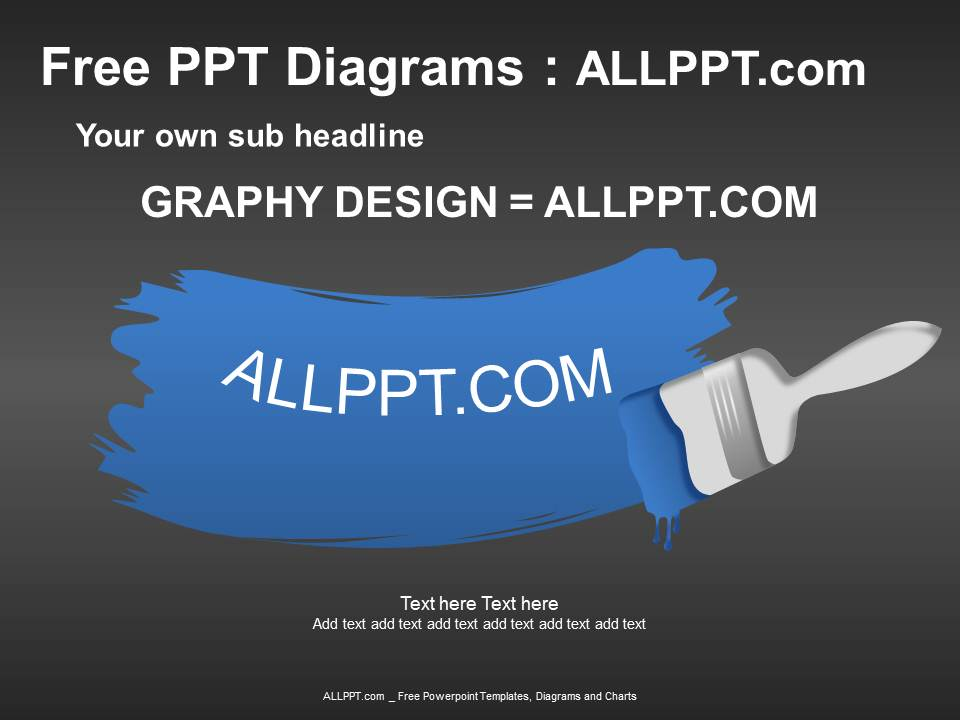 Free PPT Diagrams : ALLPPT.com
Your own sub headline
GRAPHY DESIGN = ALLPPT.COM
ALLPPT.COM
Text here Text here
Add text add text add text add text add text add text
ALLPPT.com _ Free Powerpoint Templates, Diagrams and Charts